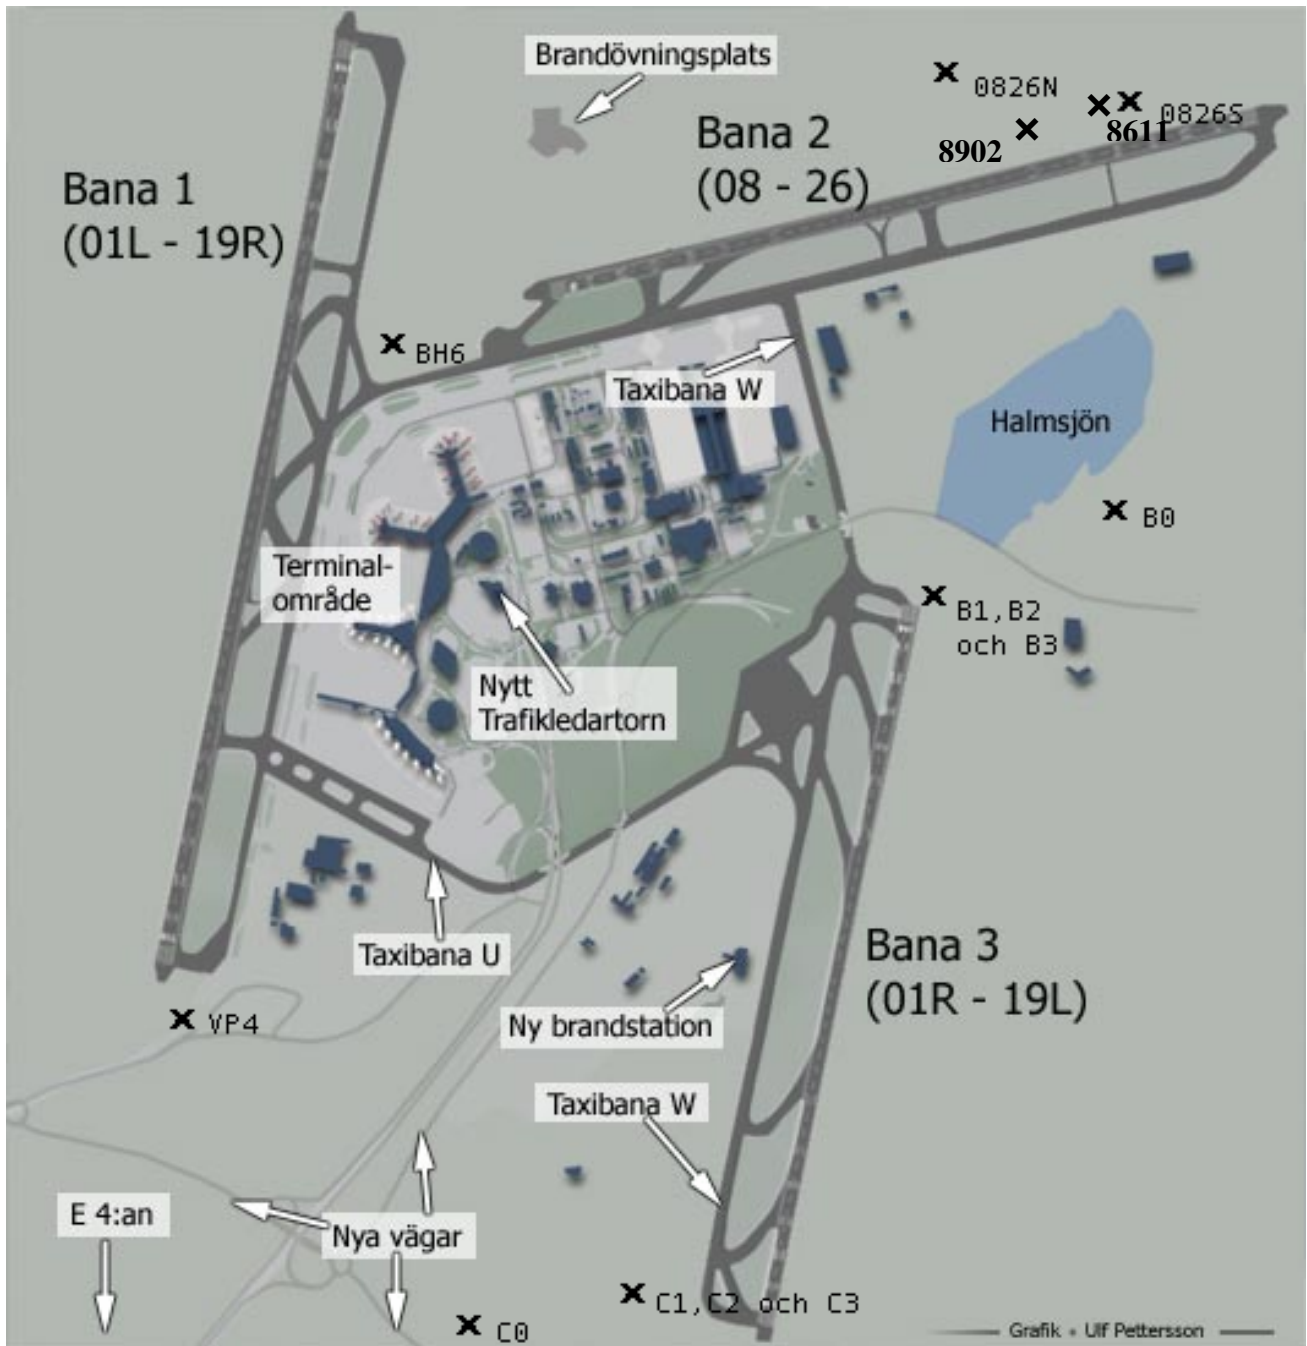 Brandövningsplats
0826N
0826S
8611
8902
Bana 2
(08 - 26)
Bana 1
(01L - 19R)
BH6
Taxibana W
Halmsjön
B0
Terminal-
område
B1,B2
och B3
Nytt
Trafikledartorn
Bana 3
(01R - 19L)
Taxibana U
VP4
Ny brandstation
Taxibana W
E 4:an
Nya vägar
C1,C2 och C3
C0
Grafik • Ulf Pettersson